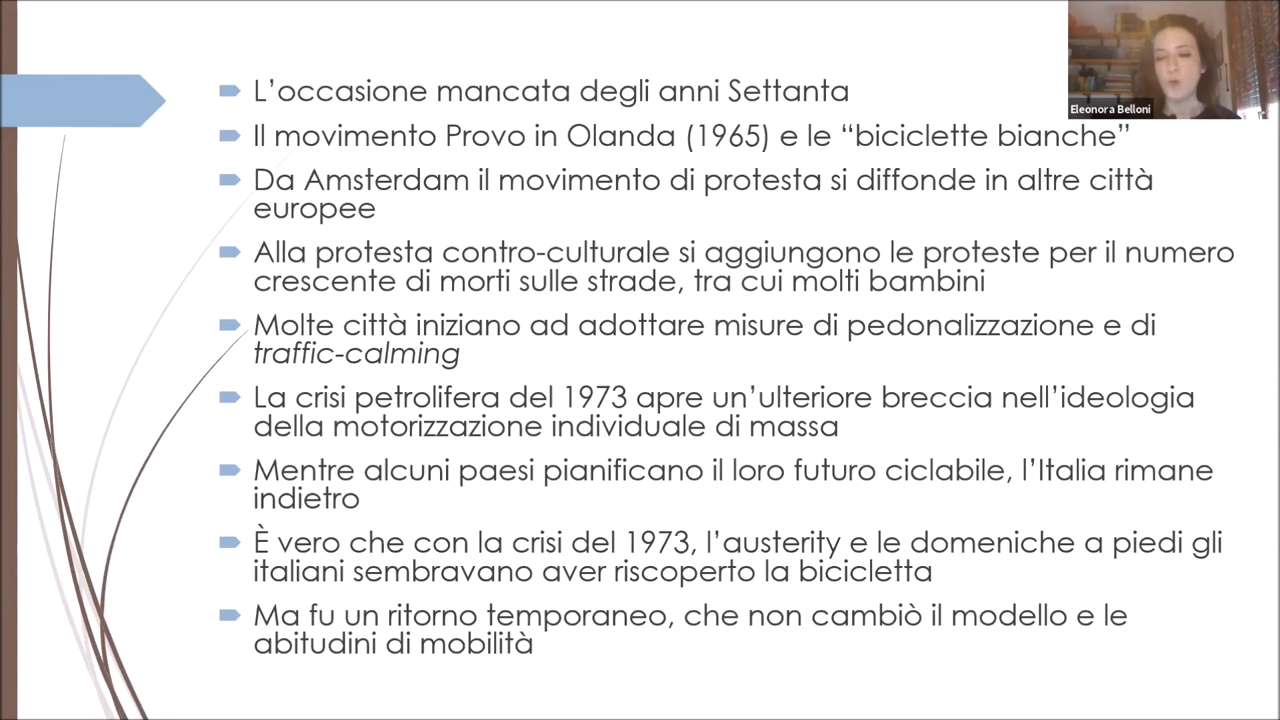 L’occasione mancata degli anni Settanta
Eleonora Belloni
Il movimento Provo in Olanda (1965) e le “biciclette bianche”
Da Amsterdam il movimento di protesta si diffonde in altre città
europee
Alla protesta contro-culturale si aggiungono le proteste per il numero
crescente di morti sulle strade, tra cui molti bambini
Molte città iniziano ad adottare misure di pedonalizzazione e di
traffic-calming
La crisi petrolifera del 1973 apre un’ulteriore breccia nell’ideologia
della motorizzazione individuale di massa
Mentre alcuni paesi pianificano il loro futuro ciclabile, l’Italia rimane
indietro
È vero che con la crisi del 1973, l’austerity e le domeniche a piedi gli
italiani sembravano aver riscoperto la bicicletta
Ma fu un ritorno temporaneo, che non cambiò il modello e le
abitudini di mobilità